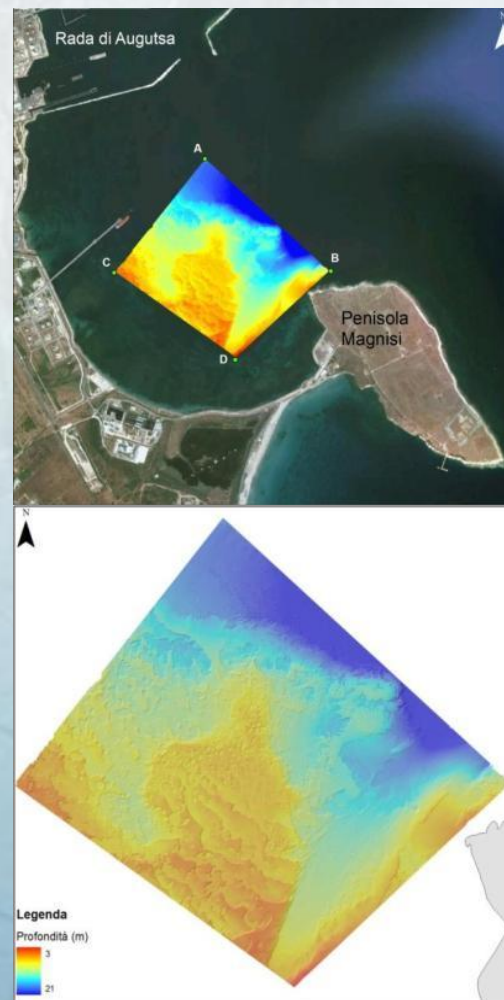 Rada di Augutsa
N
A
B
C
D
Penisola
Magnisi
N
Legenda
Profondità (m)
3
21